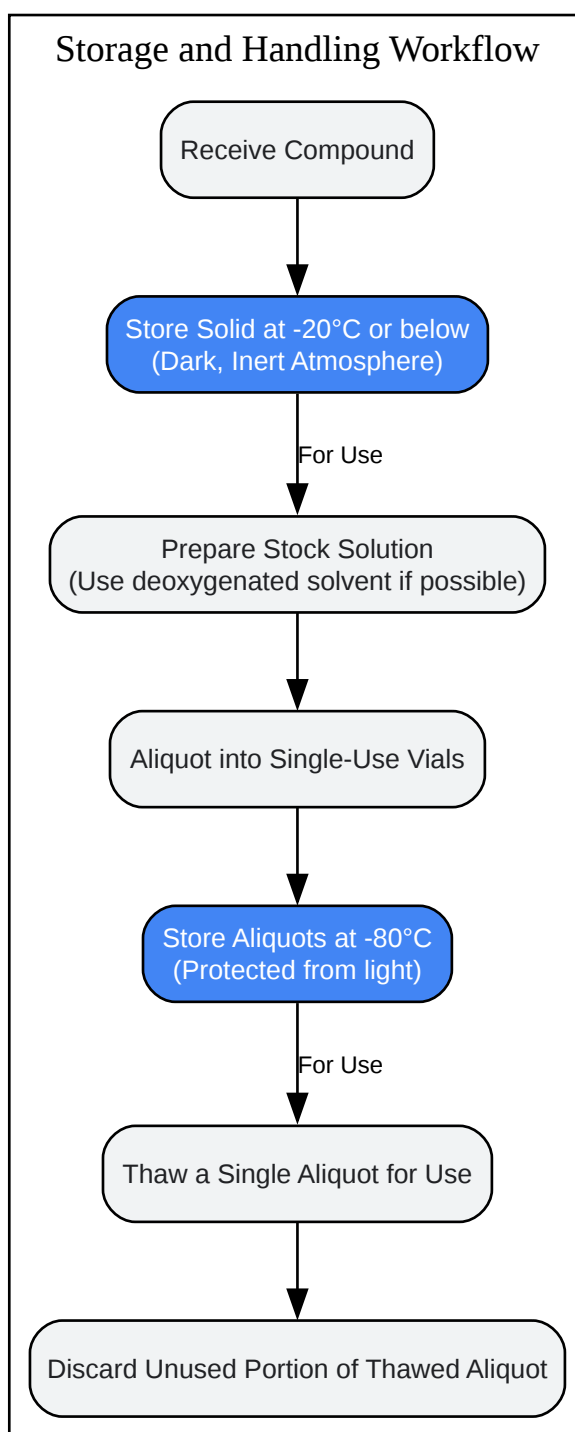 Storage and Handling Workflow
Receive Compound
Store Solid at -20°C or below
(Dark, Inert Atmosphere)
For Use
Prepare Stock Solution
(Use deoxygenated solvent if possible)
Aliquot into Single-Use Vials
Store Aliquots at -80°C
(Protected from light)
For Use
Thaw a Single Aliquot for Use
Discard Unused Portion of Thawed Aliquot